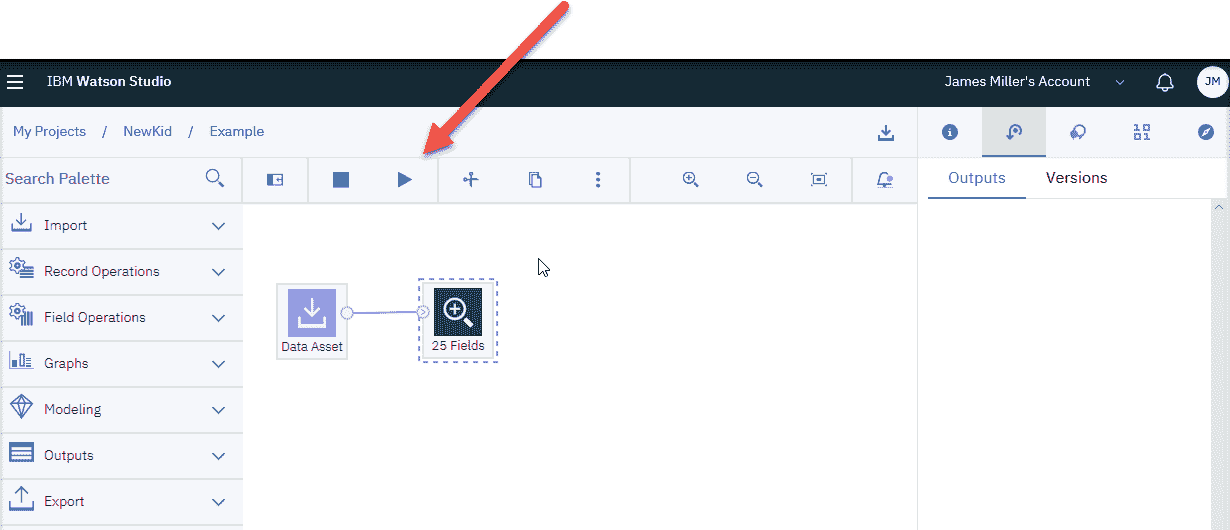 IBM Watson Studio
James Miller's Account
JM
My Projects / NewKid / Example
Search Palette
Outputs
Versions
Import
Record Operations
Field Operations
Graphs
Modeling
Outputs
Export
Data Asset
25 Fields